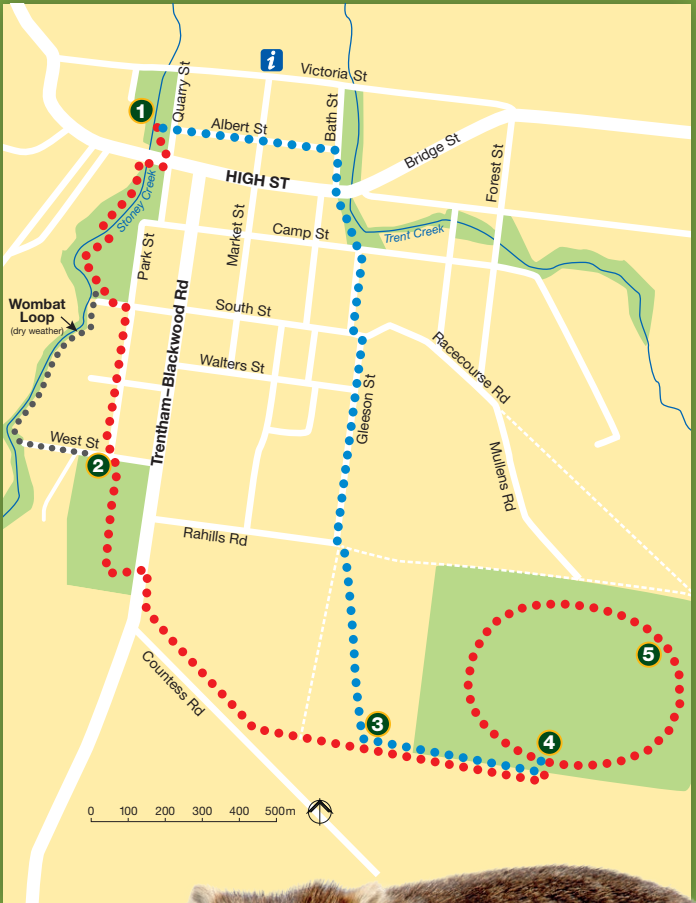 i
Victoria St
Quarry St
1
Albert St
Bath St
Bridge St
HIGH ST
Forest St
Stoney Creek
Park St
Market St
Camp St
Trent Creek
Wombat
Loop
(dry weather)
South St
Trentham–Blackwood Rd
Walters St
Gleeson St
Racecourse Rd
West St
2
Mullens Rd
Rahills Rd
Countess Rd
5
3
4
0 100 200 300 400 500m